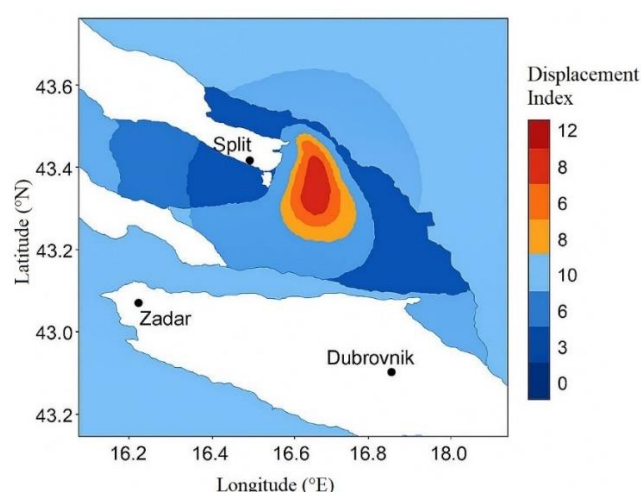 Displacement
Index
43.6
12
Split
8
43.4
6
8
Latitude (°N)
43.2
10
6
43.0
Zadar
3
Dubrovnik
0
43.2
16.2
16.4
16.6
16.8
18.0
Longitude (°E)